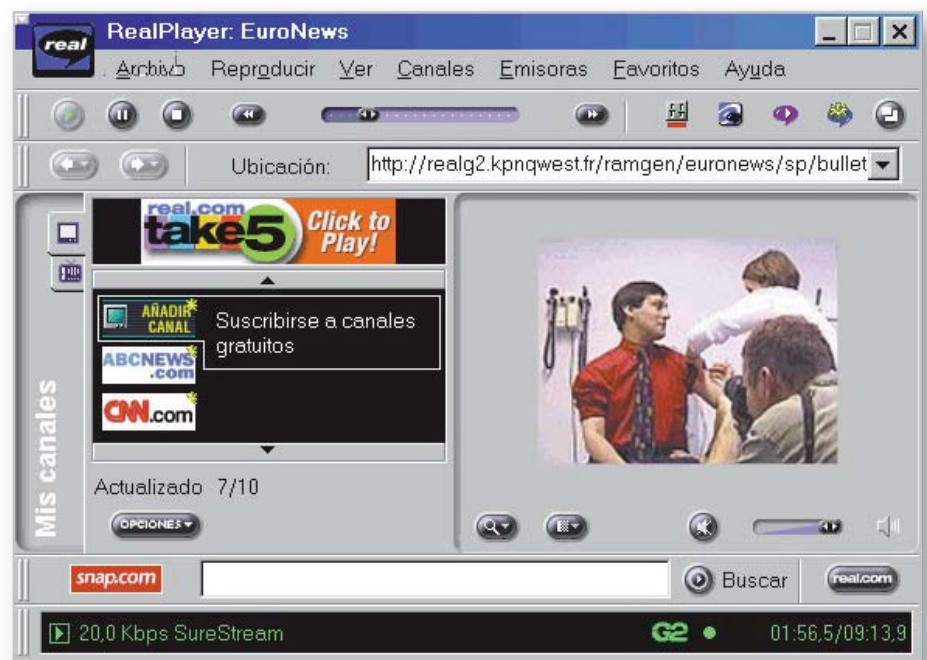 real
RealPlayer: EuroNews
Archivo Reproducir Ver Canales Emisoras Favoritos Ayuda
Ubicación: http://realg2.kpnqwest.fr/ramgen/euronews/sp/bullet
real.com
take5 Click to Play!
AÑADIR CANAL
Suscribirse a canales
gratuitos
ABCNEWS.com
CNN.com
Mis canales
Actualizado 7/10
OPCIONES
snap.com Buscar real.com
20,0 Kbps SureStream G2 01:56,5/09:13,9